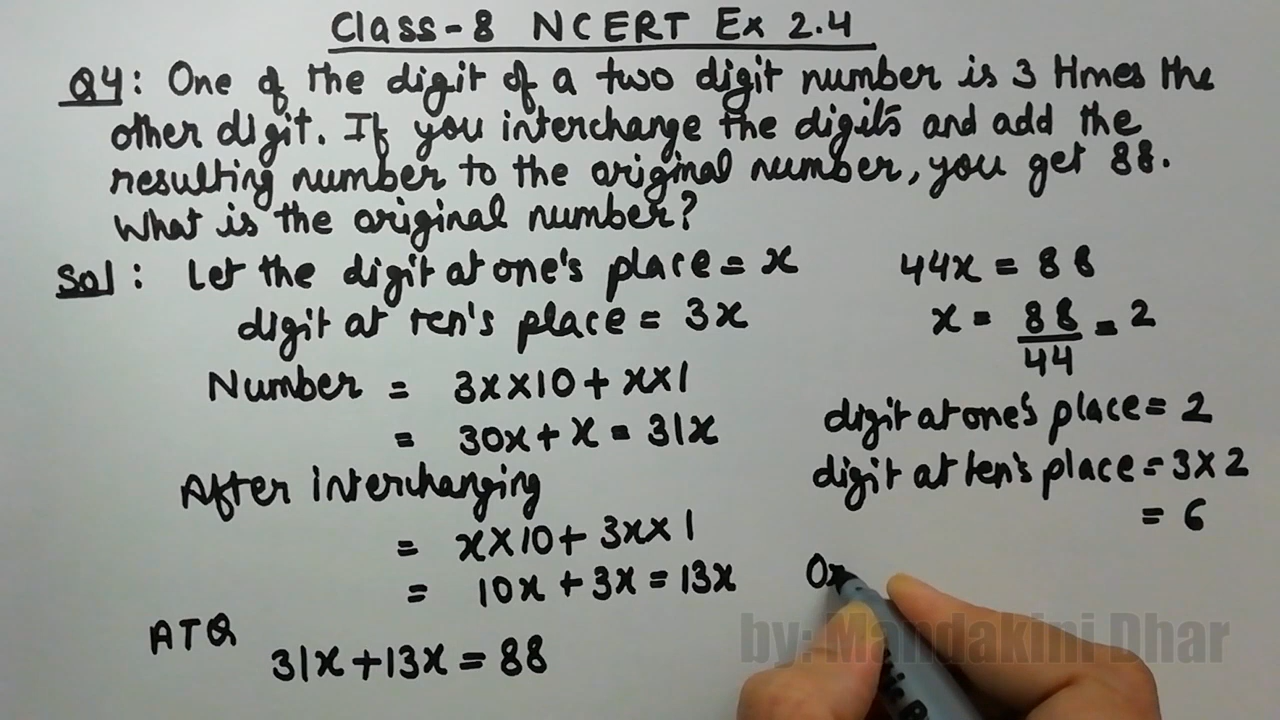 Class-8 NCERT Ex 2.4
Q4: One of the digit of a two digit number is 3 times the
other digit. If you interchange the digits and add the
resulting number to the original number, you get 88.
What is the original number?
Sol: Let the digit at one's place = x
digit at ten's place = 3x
Number = 3x×10 + x×1
= 30x + x = 31x
After interchanging
= x×10 + 3x×1
= 10x + 3x = 13x
ATQ
31x + 13x = 88
44x = 88
x = 88/44 = 2
digit at one's place = 2
digit at ten's place = 3×2
= 6
by: Mandakini Dhar